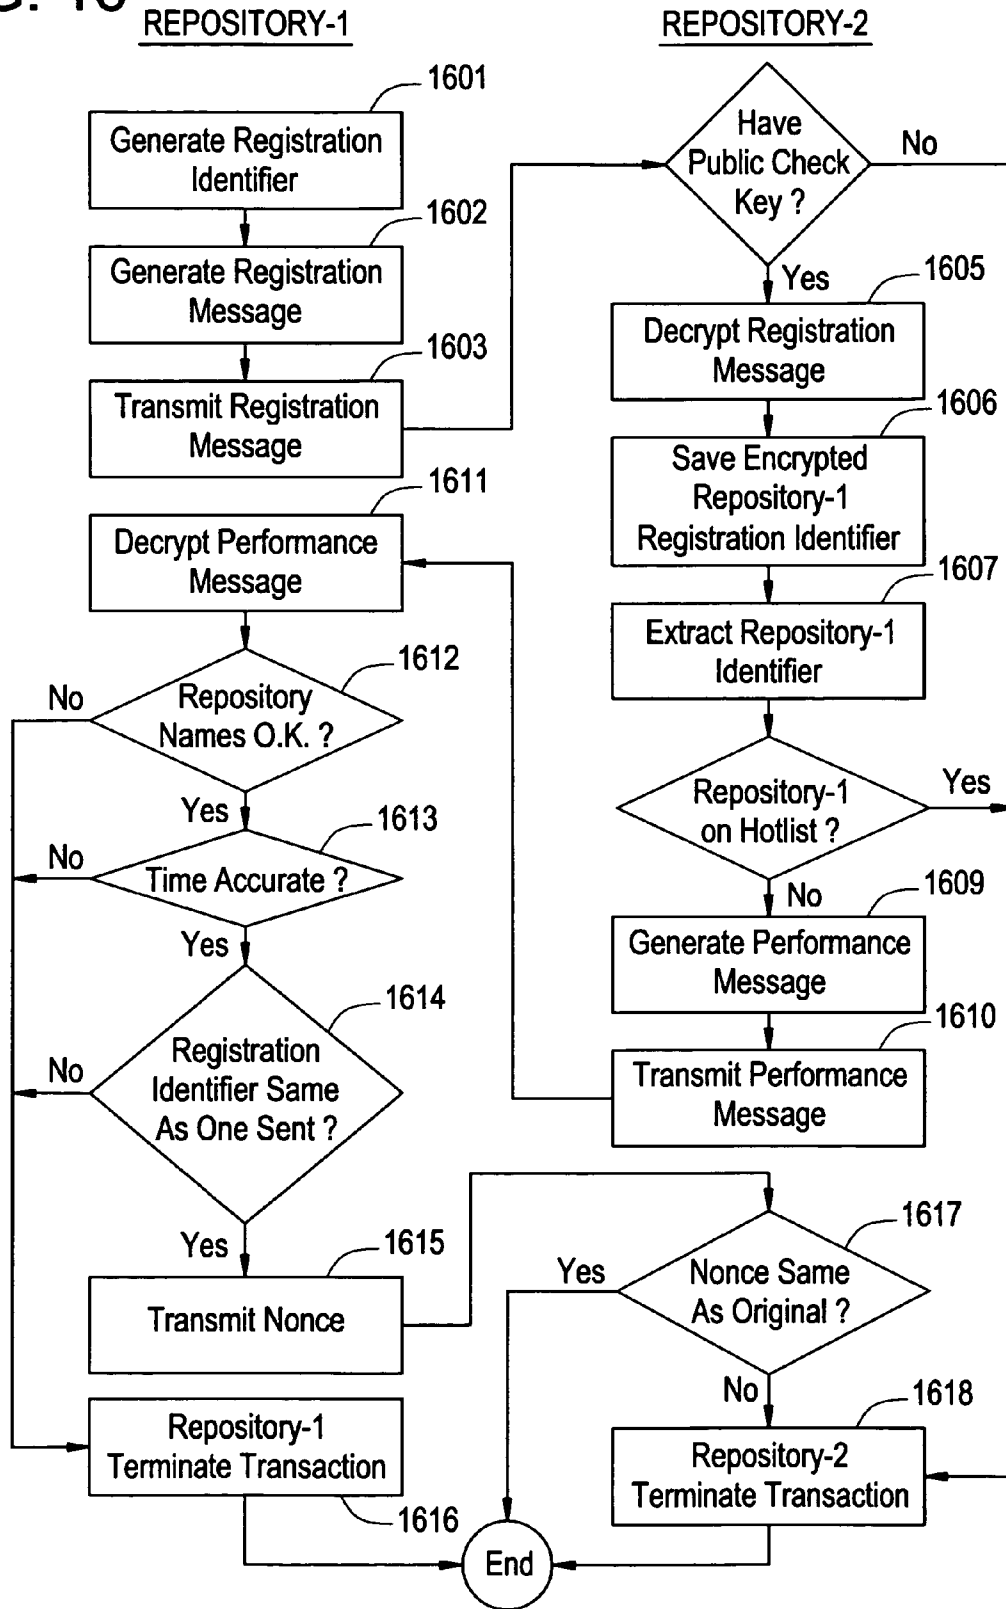 REPOSITORY-1
1601
Generate Registration
Identifier
1602
Generate Registration
Message
1603
Transmit Registration
Message
1611
Decrypt Performance
Message
1612
No
Repository
Names O.K. ?
Yes
1613
No
Time Accurate ?
Yes
1614
No
Registration
Identifier Same
As One Sent ?
Yes
1615
Transmit Nonce
Repository-1
Terminate Transaction
1616
REPOSITORY-2
Have
Public Check
Key ?
No
Yes
1605
Decrypt Registration
Message
1606
Save Encrypted
Repository-1
Registration Identifier
1607
Extract Repository-1
Identifier
Repository-1
on Hotlist ?
Yes
No
1609
Generate Performance
Message
1610
Transmit Performance
Message
1617
Yes
Nonce Same
As Original ?
No
1618
Repository-2
Terminate Transaction
End